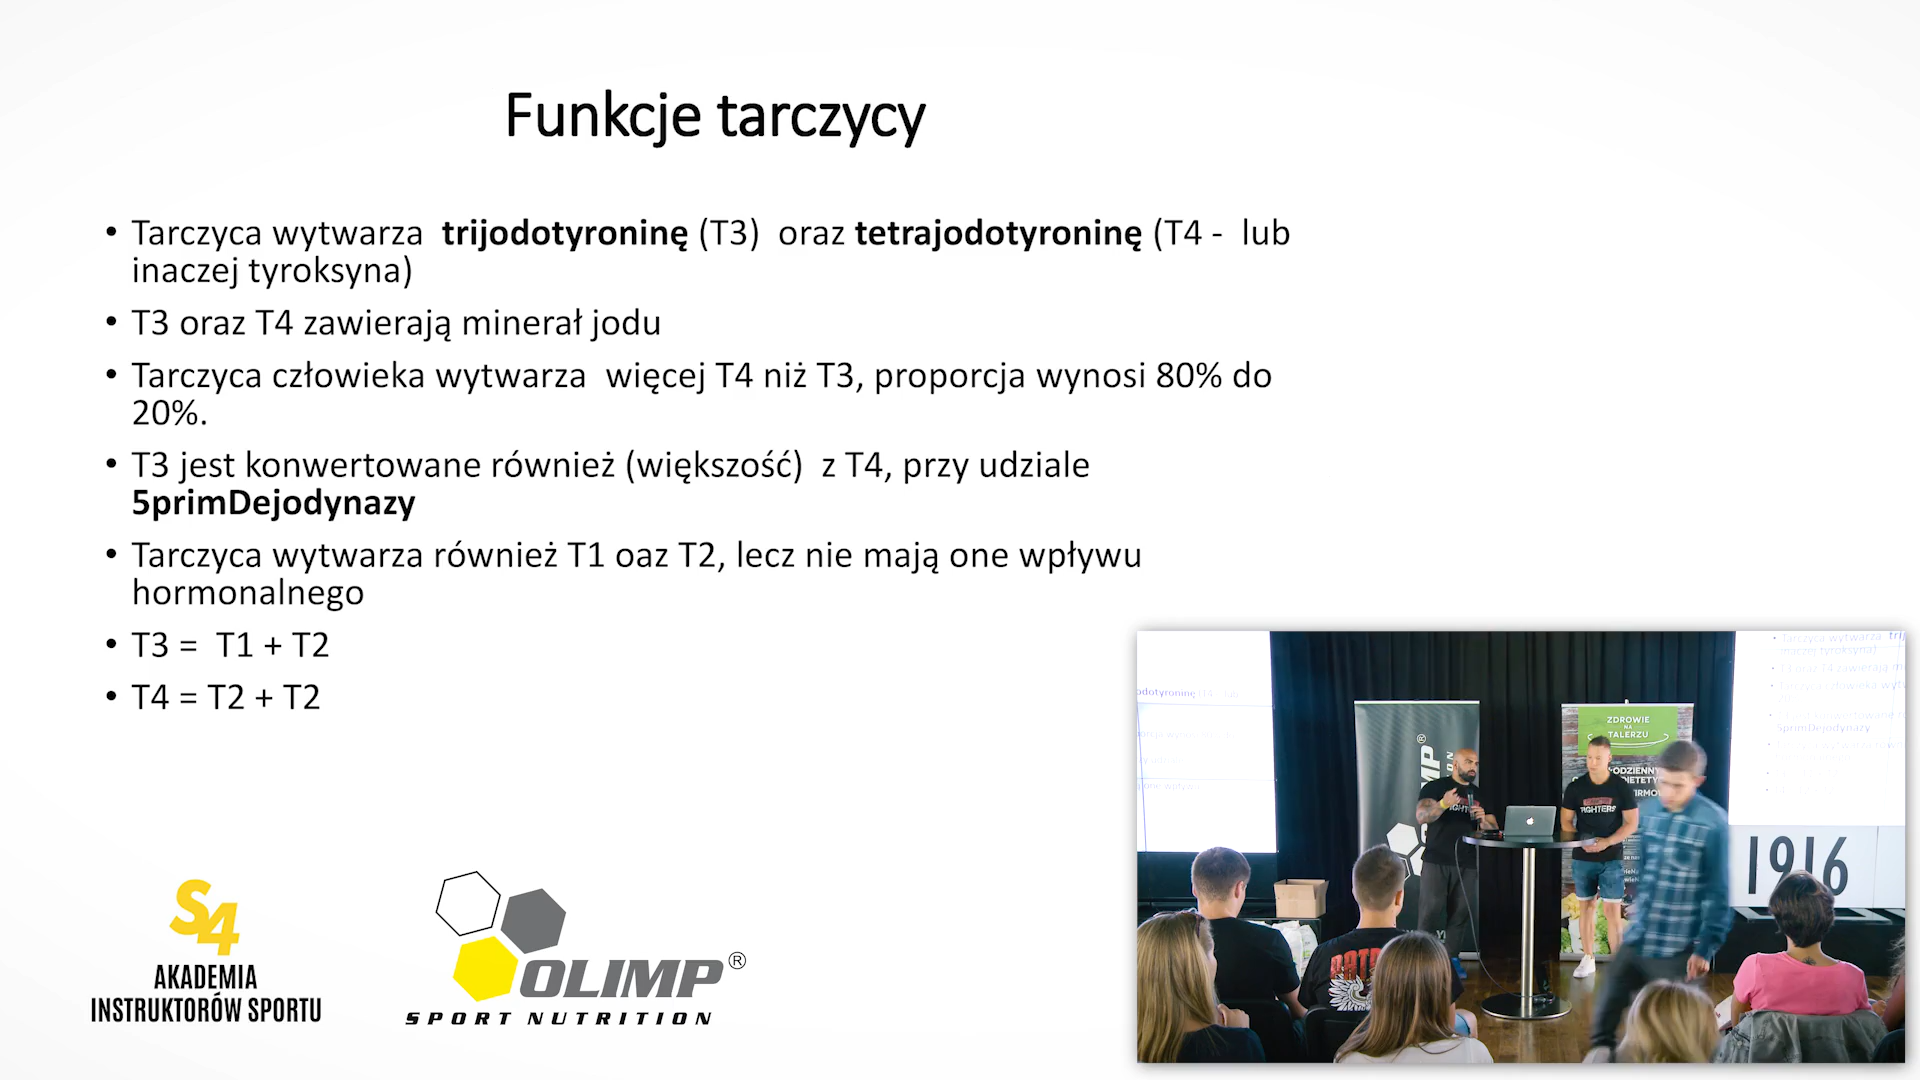 Funkcje tarczycy
• Tarczyca wytwarza trijodotyroninę (T3) oraz tetrajodotyroninę (T4 - lub
inaczej tyroksyna)
• T3 oraz T4 zawierają minerał jodu
• Tarczyca człowieka wytwarza więcej T4 niż T3, proporcja wynosi 80% do
20%.
• T3 jest konwertowane również (większość) z T4, przy udziale
5primDejodynazy
• Tarczyca wytwarza również T1 oaz T2, lecz nie mają one wpływu
hormonalnego
• T3 = T1 + T2
• T4 = T2 + T2
S4
AKADEMIA
INSTRUKTORÓW SPORTU
OLIMP®
SPORT NUTRITION
ZDROWIE
NA
TALERZU
FIGHTERS
1916